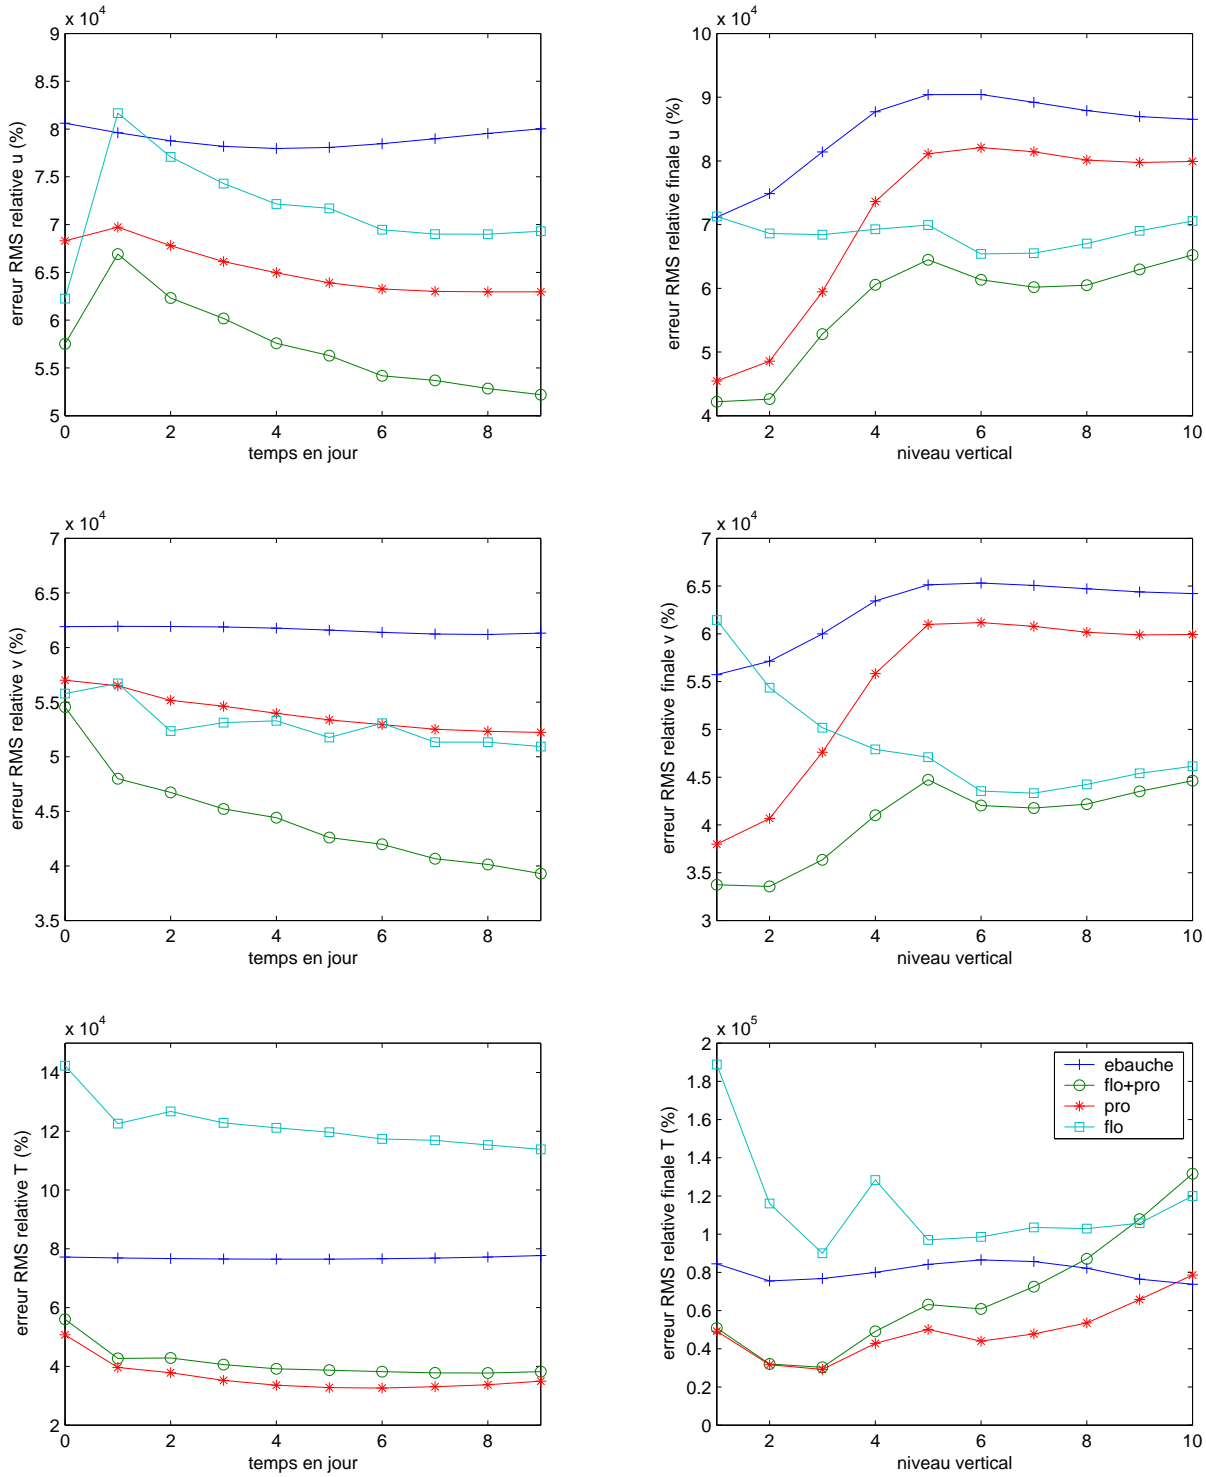 x 10^4
9
8.5
8
7.5
7
6.5
6
5.5
5
0 2 4 6 8
erreur RMS relative u (%)
temps en jour
x 10^4
10
9
8
7
6
5
4
2 4 6 8 10
erreur RMS relative finale u (%)
niveau vertical
x 10^4
7
6.5
6
5.5
5
4.5
4
3.5
0 2 4 6 8
erreur RMS relative v (%)
temps en jour
x 10^4
7
6.5
6
5.5
5
4.5
4
3.5
3
2 4 6 8 10
erreur RMS relative finale v (%)
niveau vertical
x 10^4
14
12
10
8
6
4
2
0 2 4 6 8
erreur RMS relative T (%)
temps en jour
x 10^5
2
1.8
1.6
1.4
1.2
1
0.8
0.6
0.4
0.2
0
2 4 6 8 10
erreur RMS relative finale T (%)
niveau vertical
ebauche
flo+pro
pro
flo